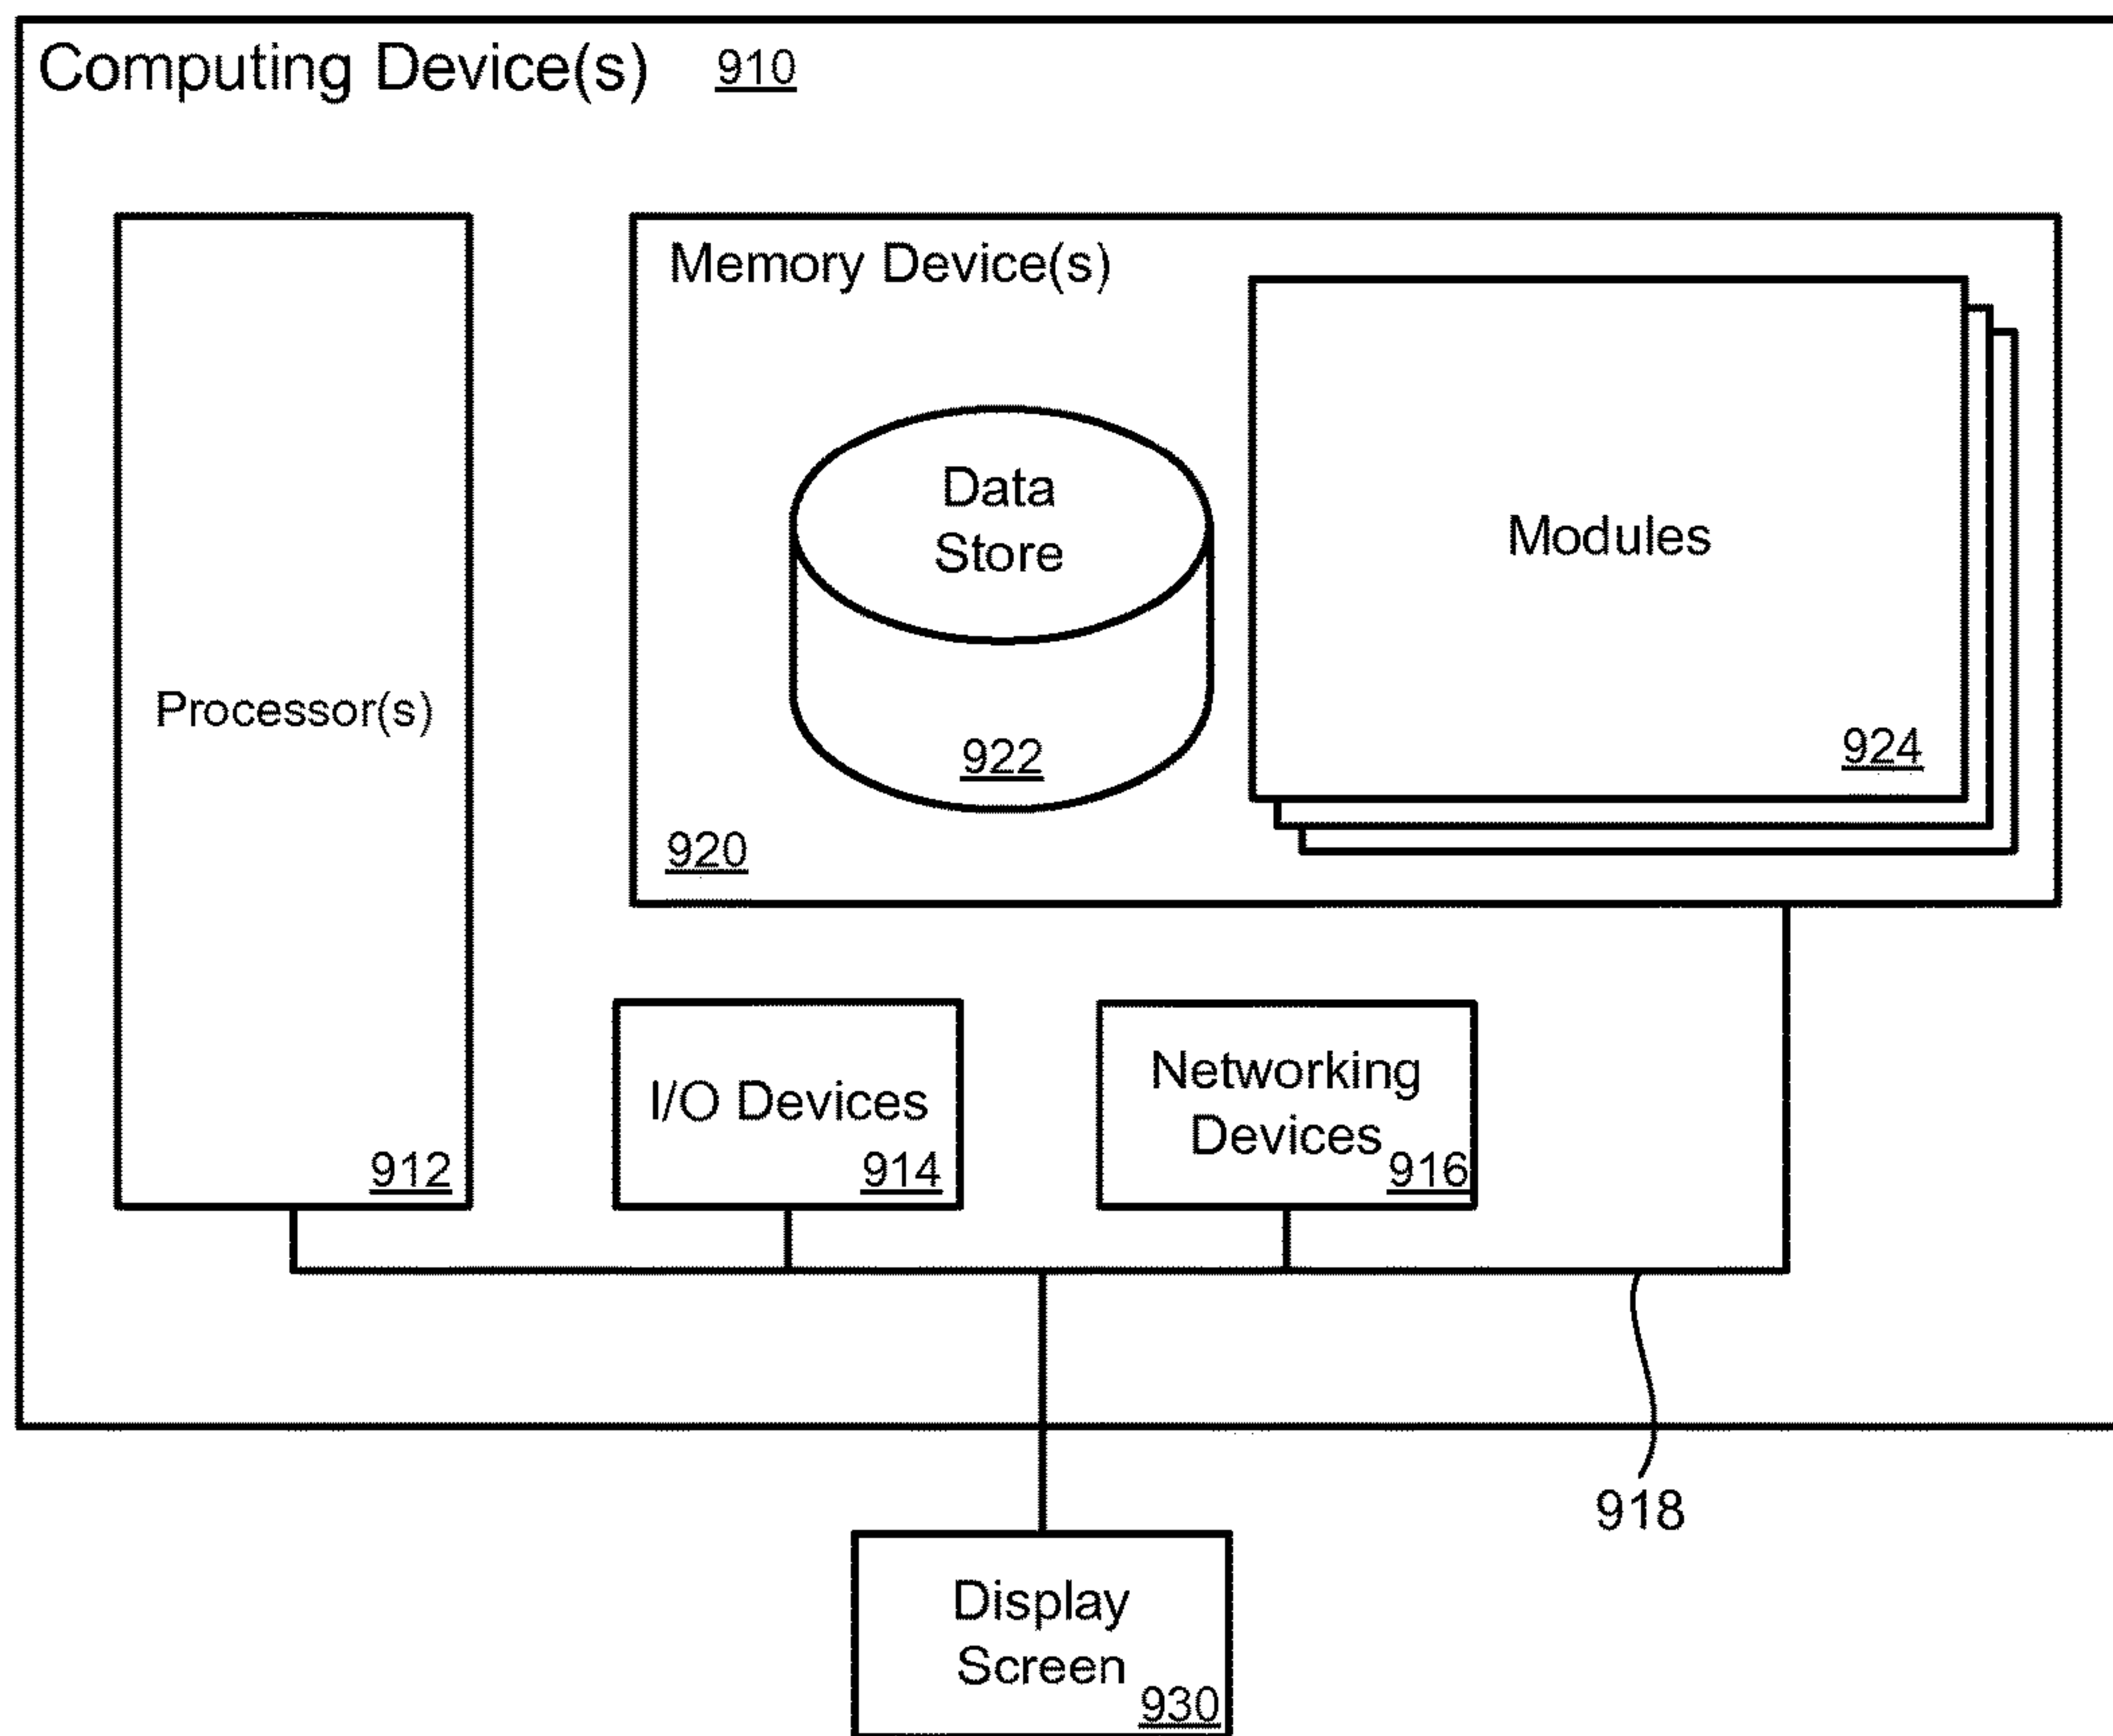 Computing Device(s) 910
Memory Device(s)
Data
Store
Modules
Processor(s)
922
924
920
I/O Devices
Networking
Devices
912
914
916
918
Display
Screen
930